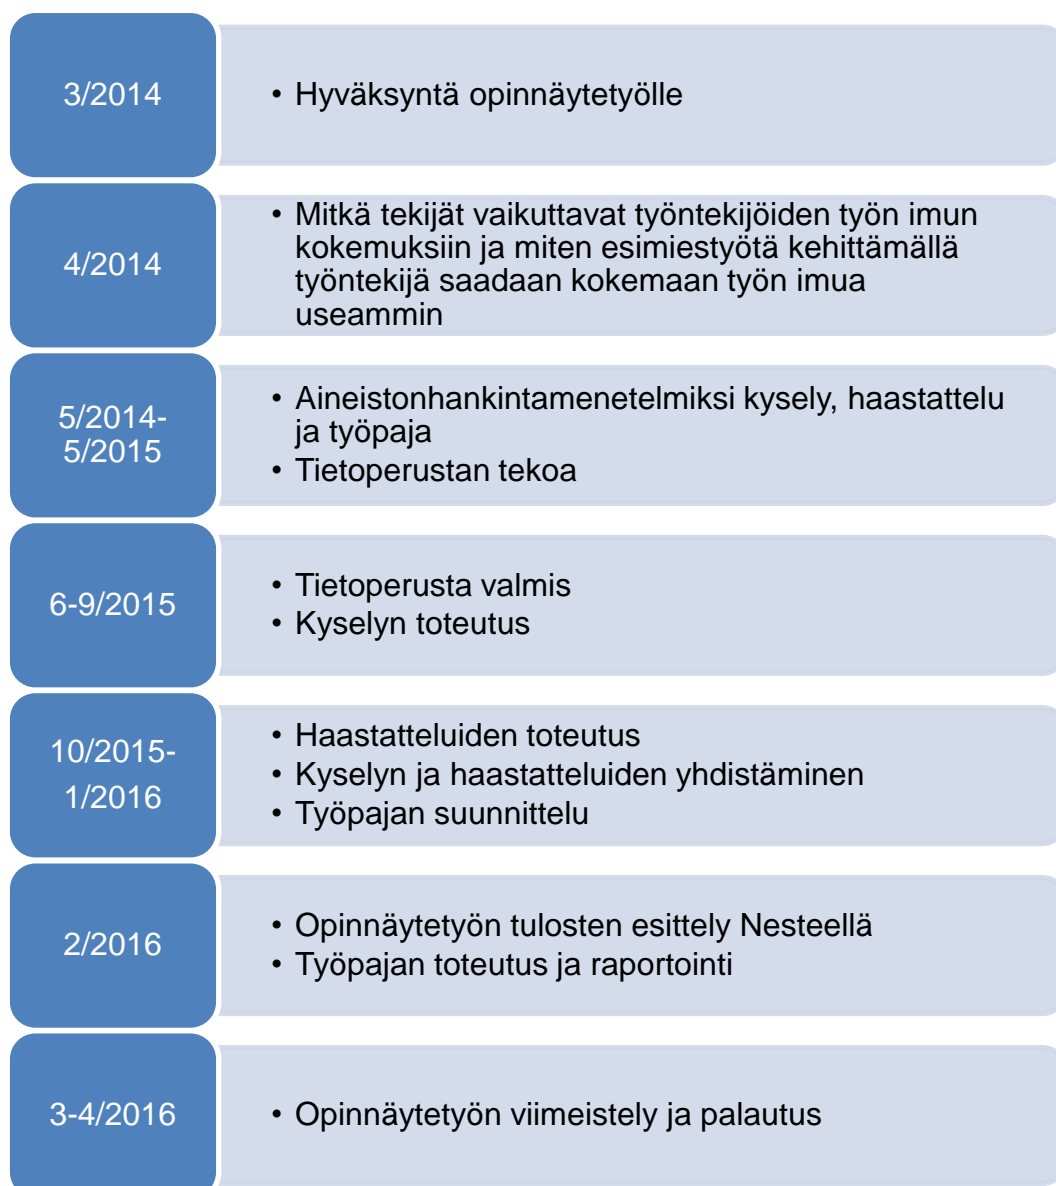 3/2014
• Hyväksyntä opinnäytetyölle
4/2014
• Mitkä tekijät vaikuttavat työntekijöiden työn imun
kokemuksiin ja miten esimiestyötä kehittämällä
työntekijä saadaan kokemaan työn imua
useammin
5/2014-
5/2015
• Aineistonhankintamenetelmiksi kysely, haastattelu
ja työpaja
• Tietoperustan tekoa
6-9/2015
• Tietoperusta valmis
• Kyselyn toteutus
10/2015-
1/2016
• Haastatteluiden toteutus
• Kyselyn ja haastatteluiden yhdistäminen
• Työpajan suunnittelu
2/2016
• Opinnäytetyön tulosten esittely Nesteellä
• Työpajan toteutus ja raportointi
3-4/2016
• Opinnäytetyön viimeistely ja palautus